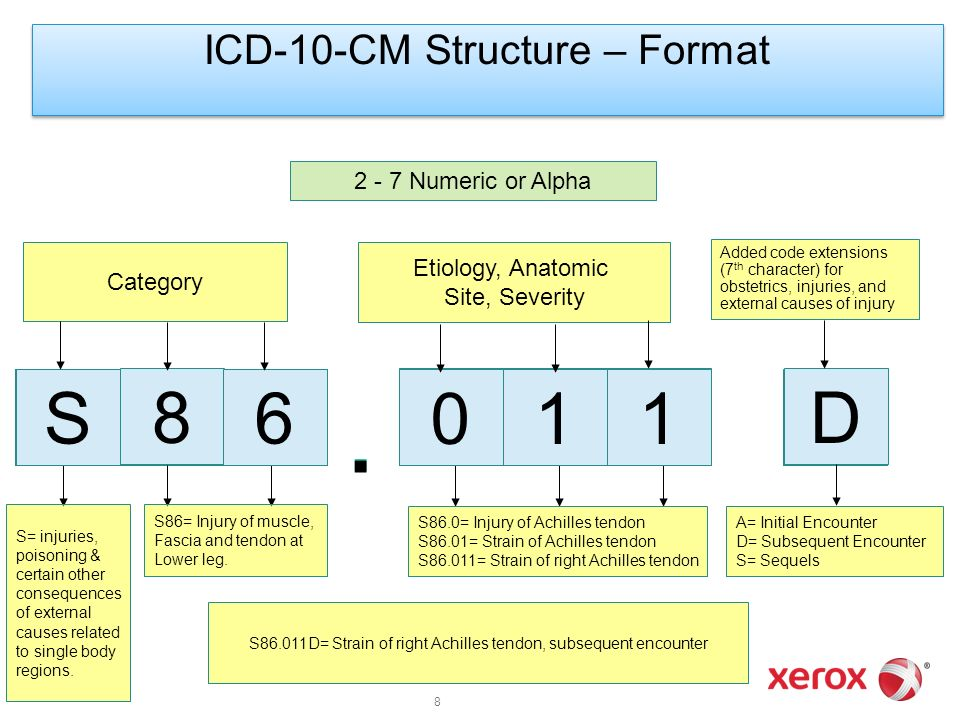 ICD-10-CM Structure – Format
2 - 7 Numeric or Alpha
Category
Etiology, Anatomic
Site, Severity
Added code extensions
(7th character) for
obstetrics, injuries, and
external causes of injury
S 8 6 . 0 1 1 D
S= injuries,
poisoning &
certain other
consequences
of external
causes related
to single body
regions.
S86= Injury of muscle,
Fascia and tendon at
Lower leg.
S86.0= Injury of Achilles tendon
S86.01= Strain of Achilles tendon
S86.011= Strain of right Achilles tendon
A= Initial Encounter
D= Subsequent Encounter
S= Sequels
S86.011D= Strain of right Achilles tendon, subsequent encounter
xerox ®
8